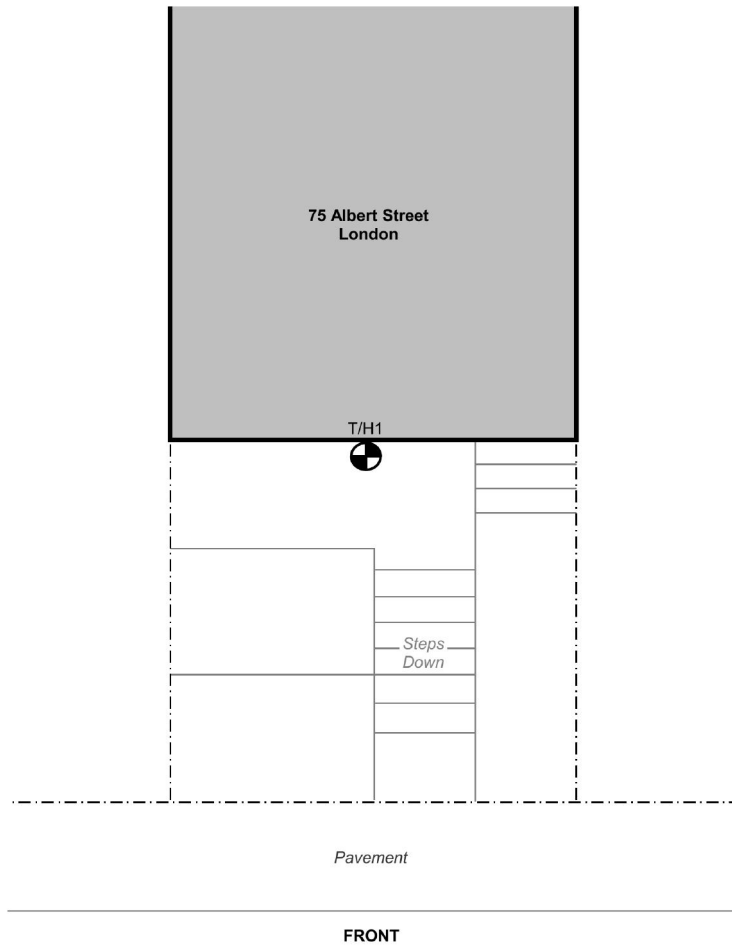 75 Albert Street
London
T/H1
Steps
Down
Pavement
FRONT